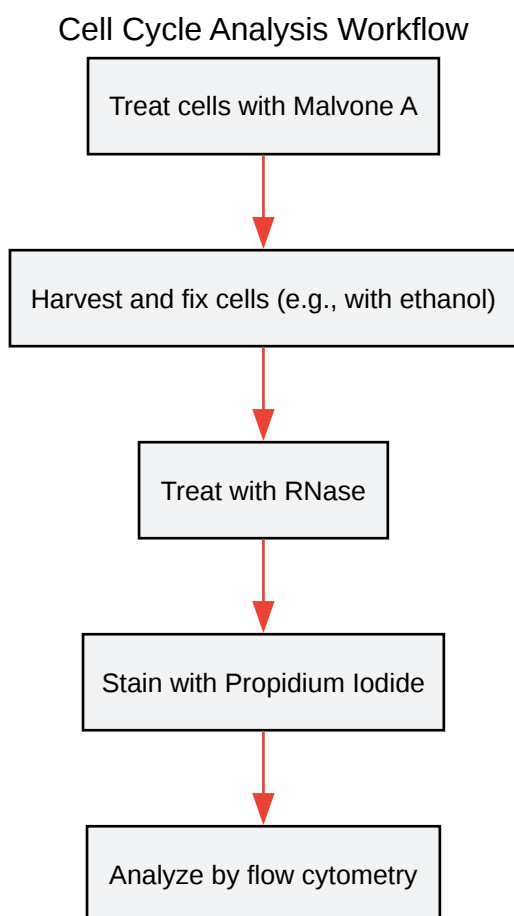 Cell Cycle Analysis Workflow
Treat cells with Malvone A
Harvest and fix cells (e.g., with ethanol)
Treat with RNase
Stain with Propidium Iodide
Analyze by flow cytometry